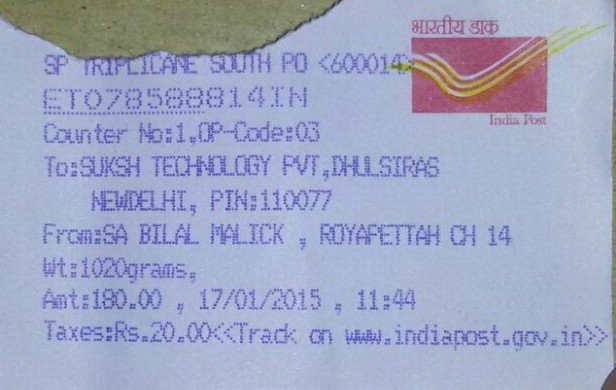 भारतीय डाक
India Post
SP TRIPLICANE SOUTH PO <600014>
ET078588814IN
Counter No:1,OP-Code:03
To:SUKSH TECHNOLOGY PVT,DHULSIRAS
NEWDELHI, PIN:110077
From:SA BILAL MALICK , ROYAPETTAH CH 14
Wt:1020grams,
Amt:180.00 , 17/01/2015 , 11:44
Taxes:Rs.20.00<<Track on www.indiapost.gov.in>>